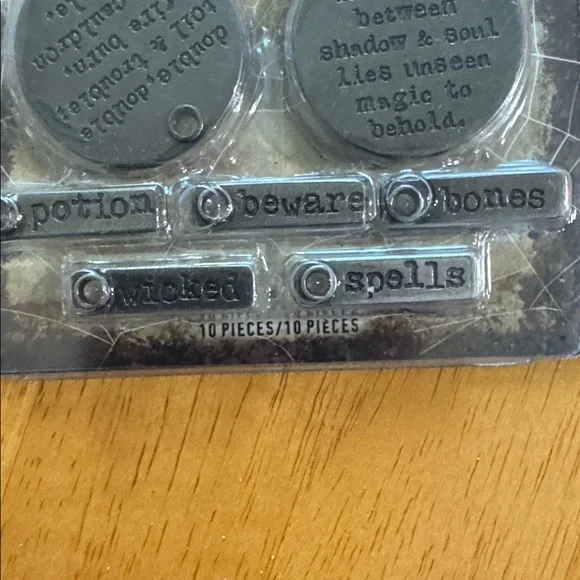 double, double
toil & trouble;
fire burn,
cauldron
between
shadow & soul
lies unseen
magic to
behold.
potion
beware
bones
wicked
spells
10 PIECES/10 PIÈCES